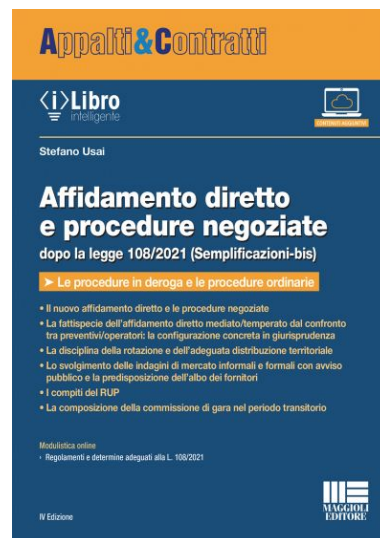 Appalti&Contratti
<i>Libro
intelligente
CONTENUTI AGGIUNTIVI
Stefano Usai
Affidamento diretto
e procedure negoziate
dopo la legge 108/2021 (Semplificazioni-bis)
➤ Le procedure in deroga e le procedure ordinarie
• Il nuovo affidamento diretto e le procedure negoziate
• La fattispecie dell'affidamento diretto mediato/temperato dal confronto
tra preventivi/operatori: la configurazione concreta in giurisprudenza
• La disciplina della rotazione e dell'adeguata distribuzione territoriale
• Lo svolgimento delle indagini di mercato informali e formali con avviso
pubblico e la predisposizione dell'albo dei fornitori
• I compiti del RUP
• La composizione della commissione di gara nel periodo transitorio
Modulistica online
› Regolamenti e determine adeguati alla L. 108/2021
IV Edizione
MAGGIOLI
EDITORE